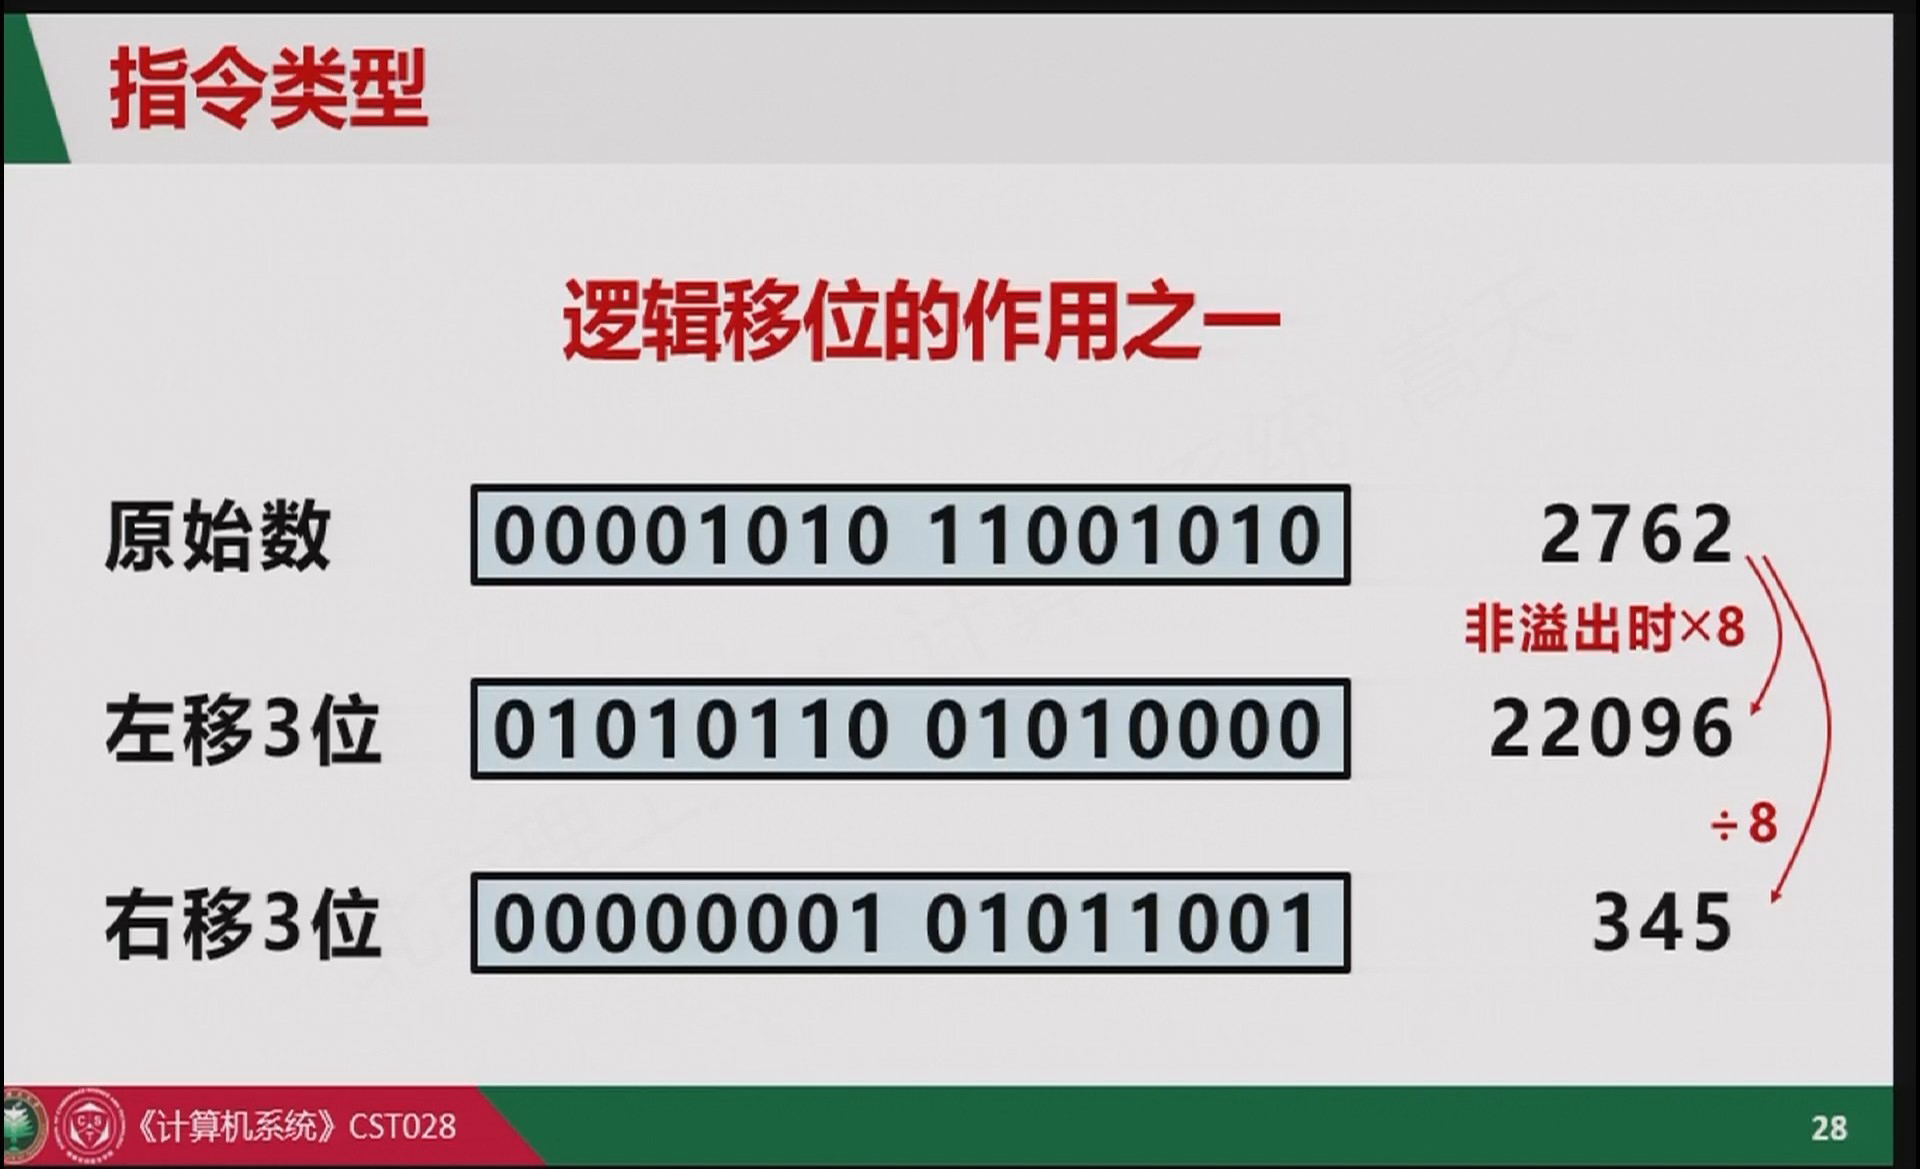 指令类型
逻辑移位的作用之一
原始数 00001010 11001010 2762
非溢出时×8
左移3位 01010110 01010000 22096
÷8
右移3位 00000001 01011001 345
《计算机系统》CST028
28